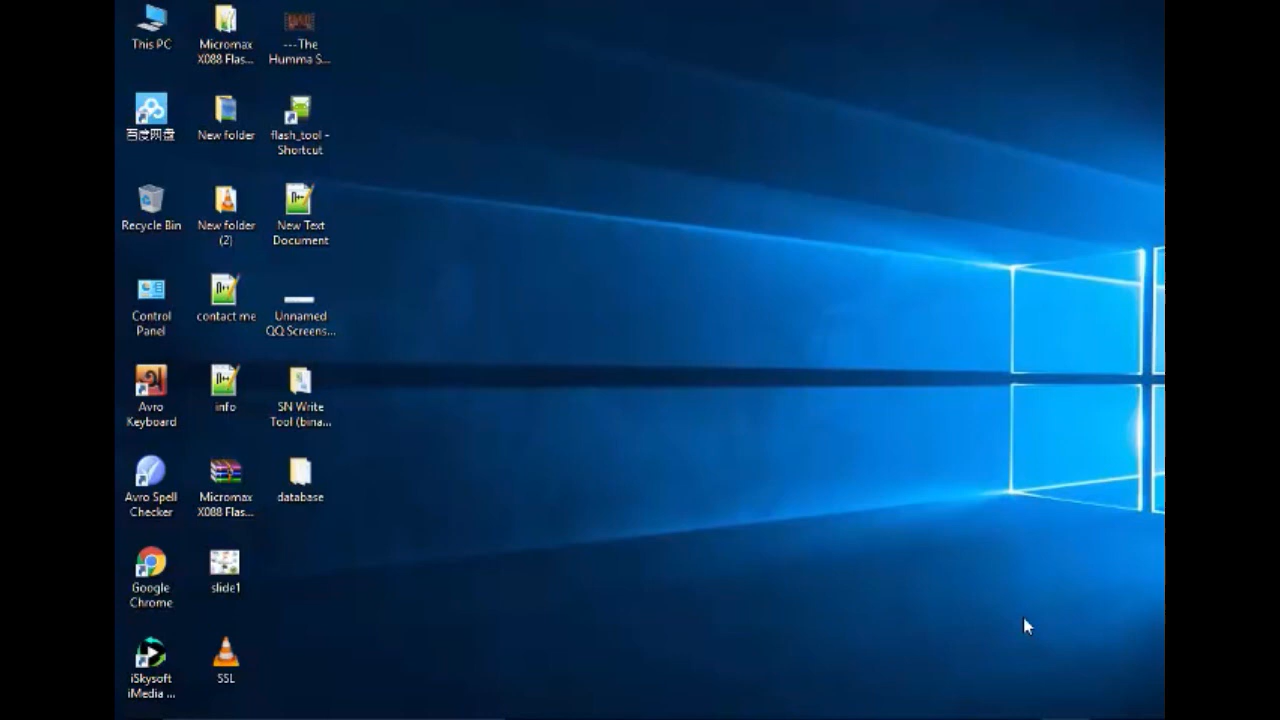 This PC
Micromax
X088 Flas...
---The
Humma S...
百度网盘
New folder
flash_tool -
Shortcut
Recycle Bin
New folder
(2)
New Text
Document
Control
Panel
contact me
Unnamed
QQ Screens...
Avro
Keyboard
info
SN Write
Tool (bina...
Avro Spell
Checker
Micromax
X088 Flas...
database
Google
Chrome
slide1
iSkysoft
iMedia ...
SSL